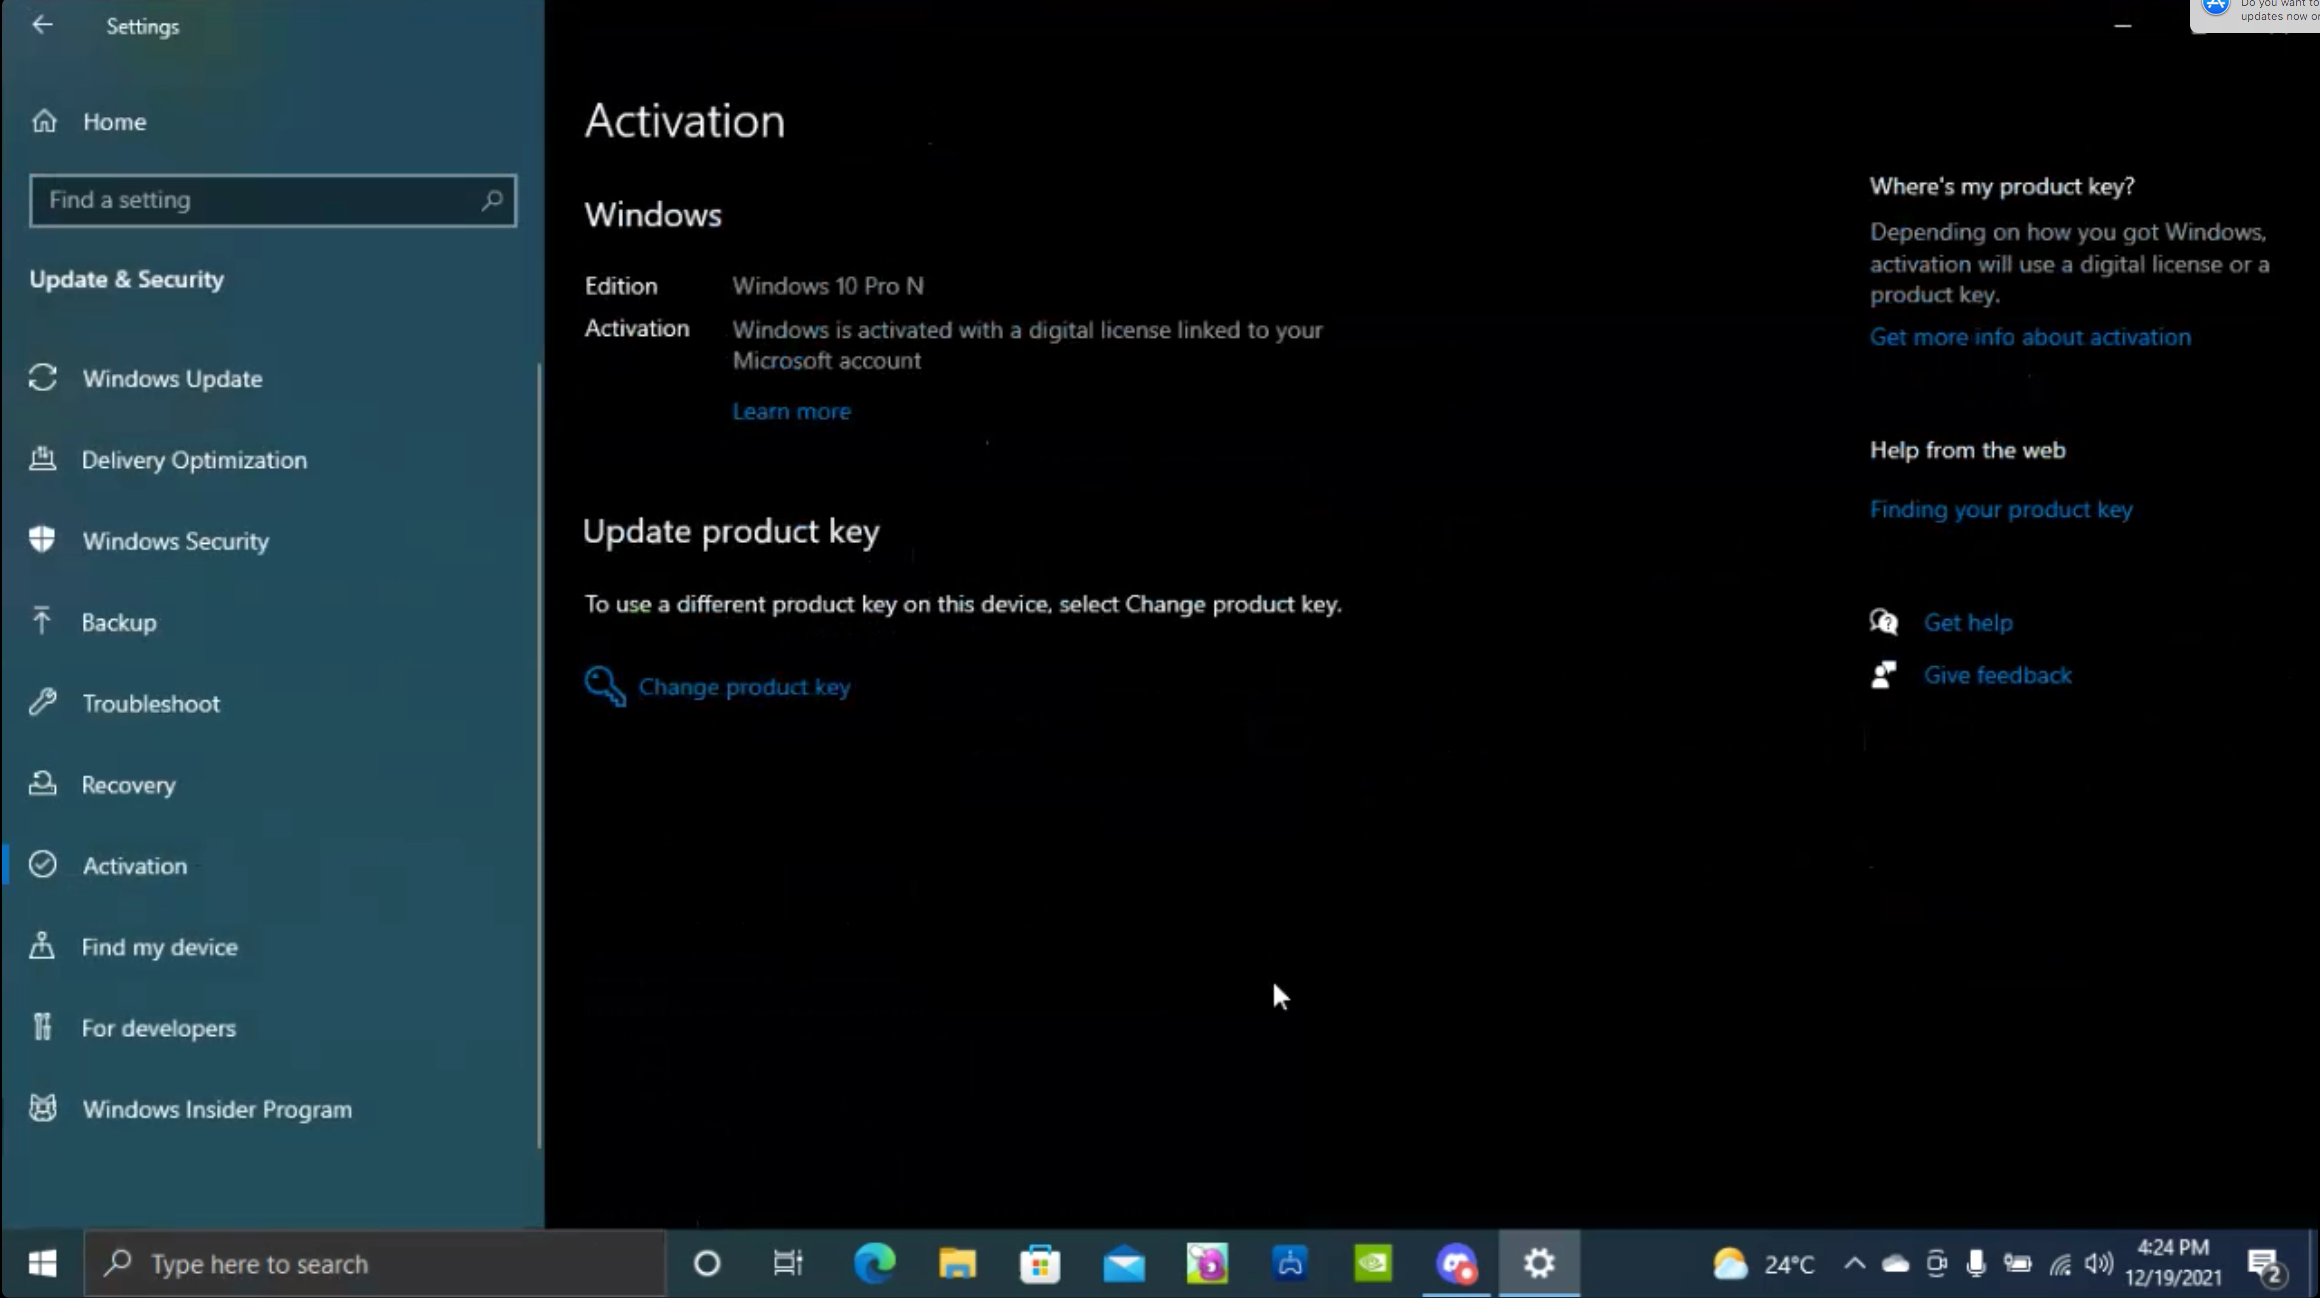 Settings
Do you want to
updates now or
Home
Find a setting
Update & Security
Windows Update
Delivery Optimization
Windows Security
Backup
Troubleshoot
Recovery
Activation
Find my device
For developers
Windows Insider Program
Activation
Windows
Edition Windows 10 Pro N
Activation Windows is activated with a digital license linked to your
Microsoft account
Learn more
Update product key
To use a different product key on this device, select Change product key.
Change product key
Where's my product key?
Depending on how you got Windows,
activation will use a digital license or a
product key.
Get more info about activation
Help from the web
Finding your product key
Get help
Give feedback
Type here to search
24°C
4:24 PM
12/19/2021
2